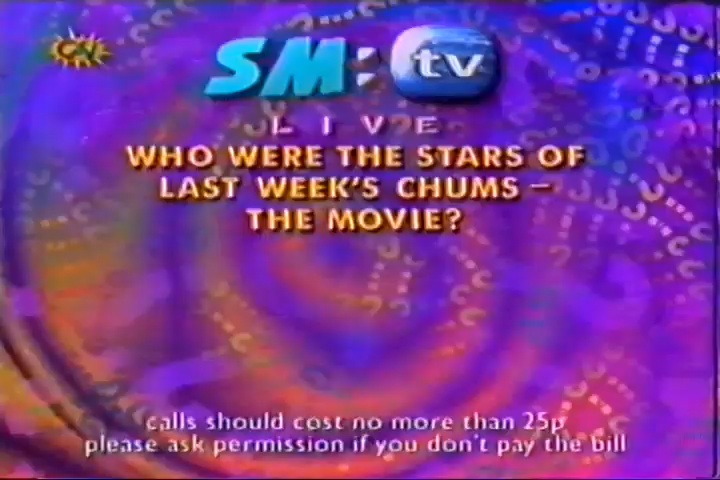 SM:tv
LIVE
WHO WERE THE STARS OF
LAST WEEK'S CHUMS –
THE MOVIE?
calls should cost no more than 25p
please ask permission if you don't pay the bill